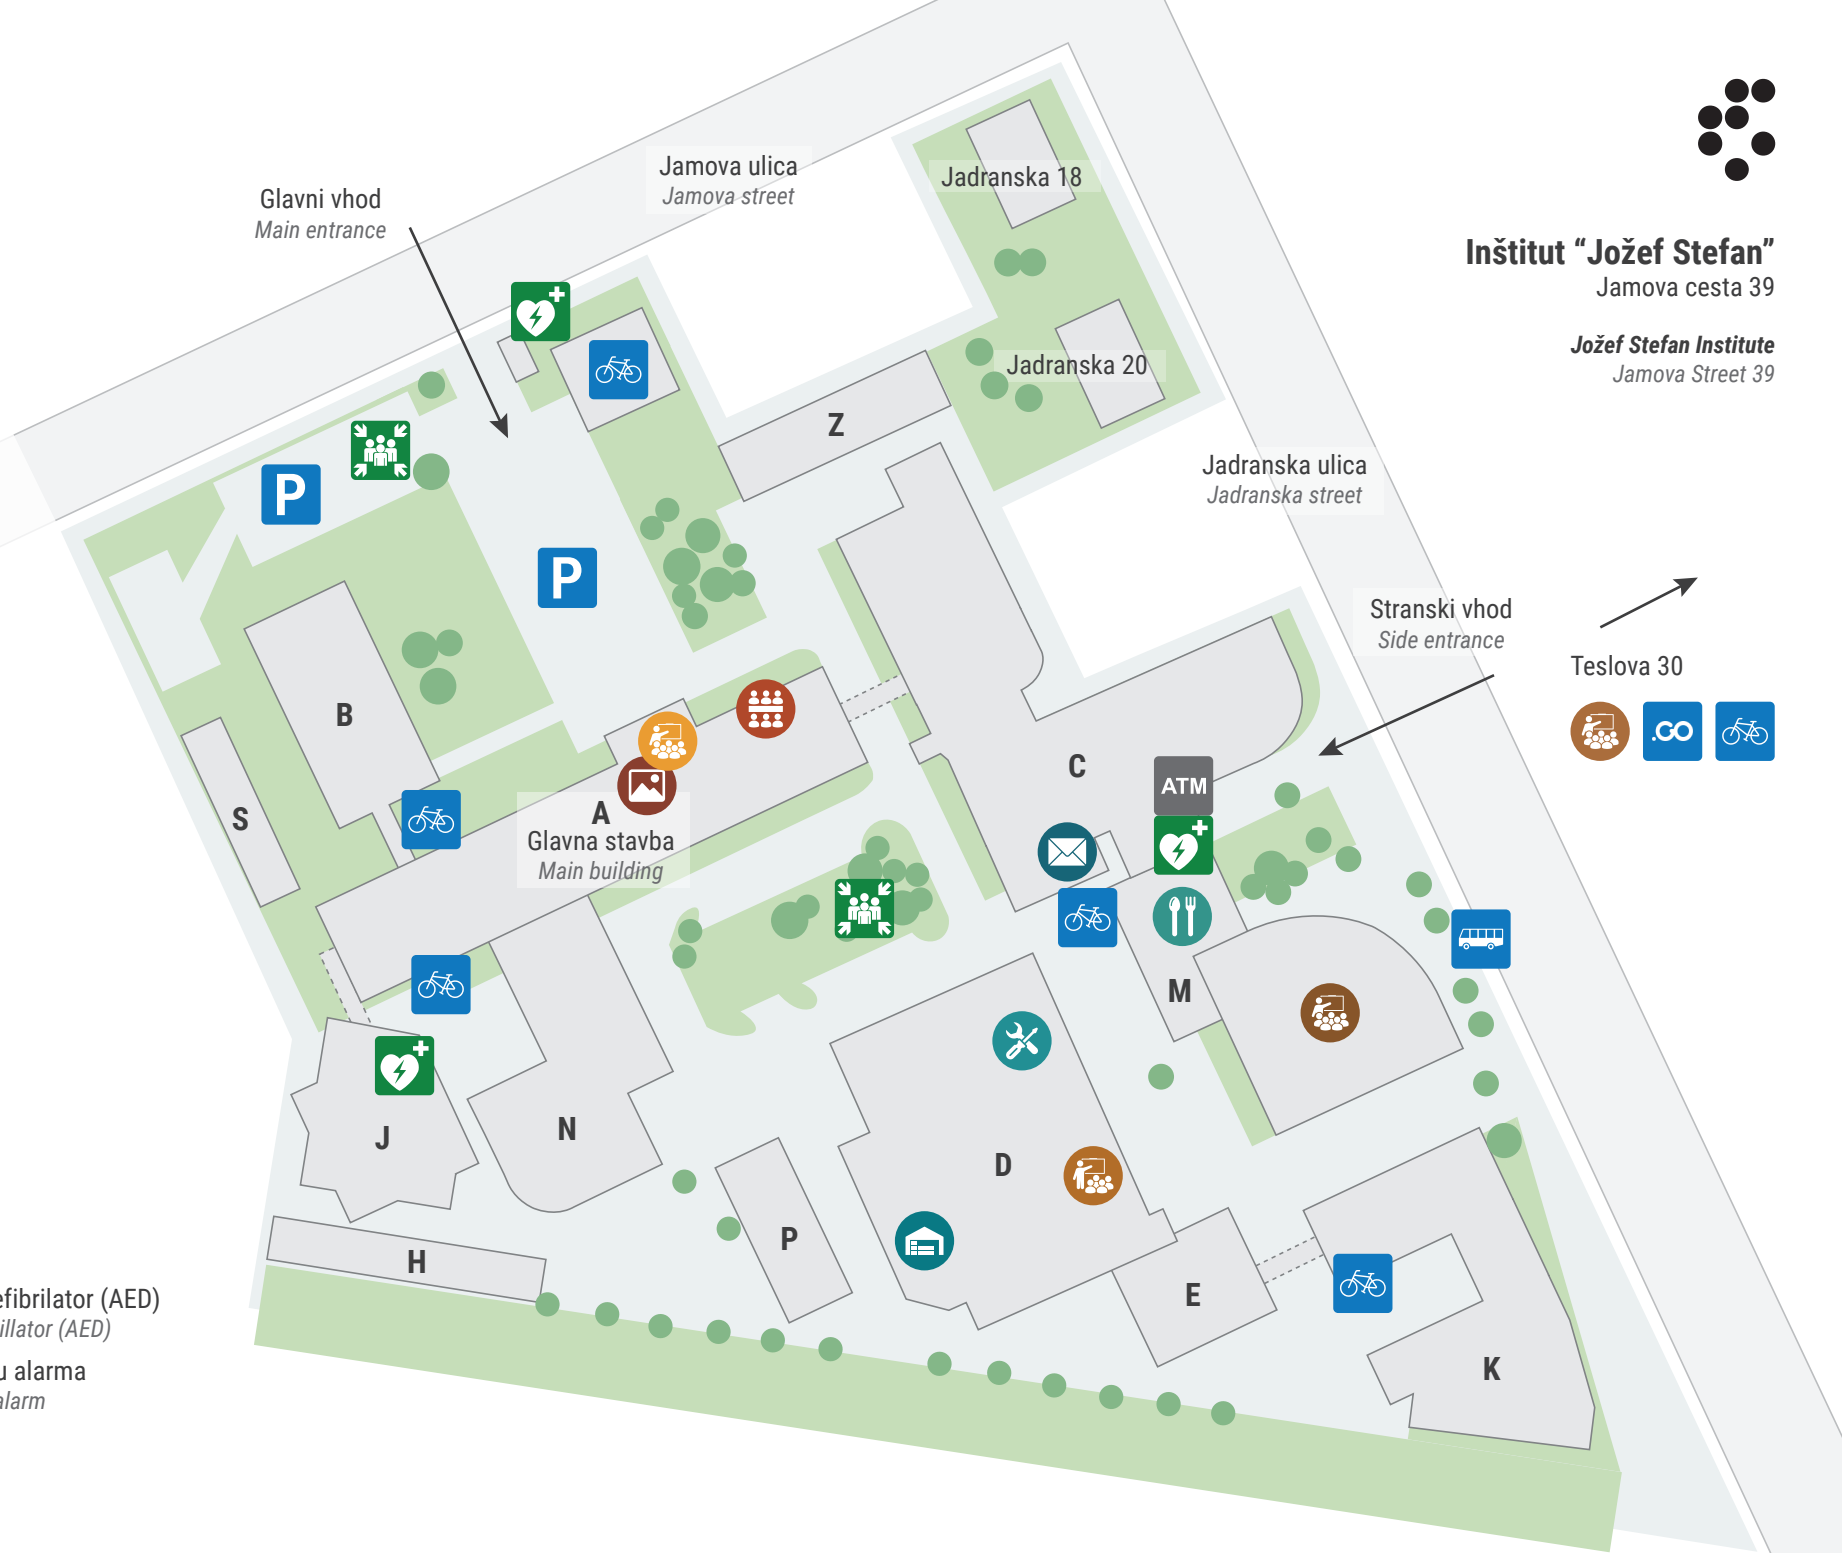 Inštitut “Jožef Stefan”
Jamova cesta 39
Jožef Stefan Institute
Jamova Street 39
Jamova ulica
Jamova street
Glavni vhod
Main entrance
Jadranska 18
Jadranska 20
Z
Jadranska ulica
Jadranska street
P
P
Stranski vhod
Side entrance
Teslova 30
.GO
B
S
A
Glavna stavba
Main building
C
ATM
M
J
N
D
P
H
E
K
efibrilator (AED)
illator (AED)
u alarma
alarm